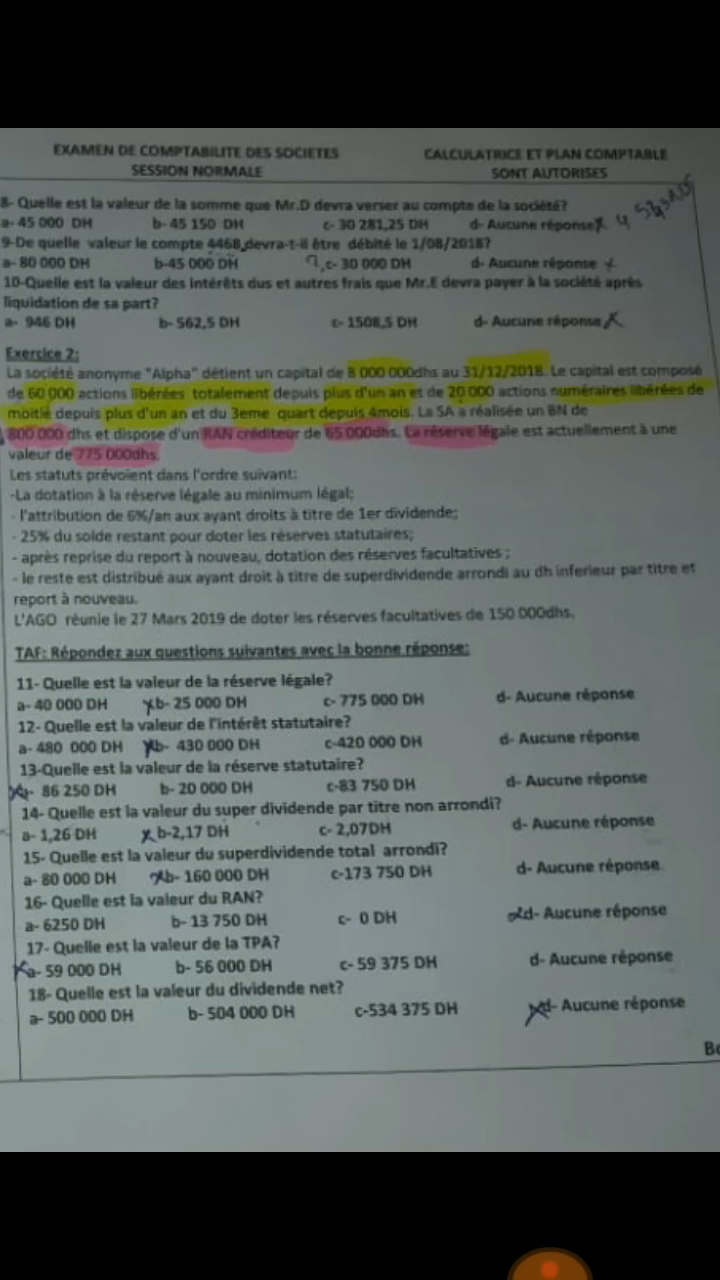 EXAMEN DE COMPTABILITE DES SOCIETES CALCULATRICE ET PLAN COMPTABLE
SESSION NORMALE SONT AUTORISES
8- Quelle est la valeur de la somme que Mr.D devra verser au compte de la société?
a- 45 000 DH b- 45 150 DH c- 30 281,25 DH d- Aucune réponse
9-De quelle valeur le compte 4468 devra-t-il être débité le 1/08/2018?
a- 80 000 DH b-45 000 DH c- 30 000 DH d- Aucune réponse
10-Quelle est la valeur des intérêts dus et autres frais que Mr.E devra payer à la société après
liquidation de sa part?
a- 946 DH b- 562,5 DH c- 1508,5 DH d- Aucune réponse
Exercice 2:
La société anonyme "Alpha" détient un capital de 8 000 000dhs au 31/12/2018. Le capital est composé
de 60 000 actions libérées totalement depuis plus d'un an et de 20 000 actions numéraires libérées de
moitié depuis plus d'un an et du 3eme quart depuis 4mois. La SA a réalisée un BN de
800 000 dhs et dispose d'un RAN créditeur de 65 000dhs. La réserve légale est actuellement à une
valeur de 775 000dhs.
Les statuts prévoient dans l'ordre suivant:
-La dotation à la réserve légale au minimum légal;
- l'attribution de 6%/an aux ayant droits à titre de 1er dividende;
- 25% du solde restant pour doter les réserves statutaires;
- après reprise du report à nouveau, dotation des réserves facultatives ;
- le reste est distribué aux ayant droit à titre de superdividende arrondi au dh inferieur par titre et
report à nouveau.
L'AGO réunie le 27 Mars 2019 de doter les réserves facultatives de 150 000dhs.
TAF: Répondez aux questions suivantes avec la bonne réponse:
11- Quelle est la valeur de la réserve légale?
a- 40 000 DH b- 25 000 DH c- 775 000 DH d- Aucune réponse
12- Quelle est la valeur de l'intérêt statutaire?
a- 480 000 DH b- 430 000 DH c-420 000 DH d- Aucune réponse
13-Quelle est la valeur de la réserve statutaire?
a- 86 250 DH b- 20 000 DH c-83 750 DH d- Aucune réponse
14- Quelle est la valeur du super dividende par titre non arrondi?
a- 1,26 DH b-2,17 DH c- 2,07DH d- Aucune réponse
15- Quelle est la valeur du superdividende total arrondi?
a- 80 000 DH b- 160 000 DH c-173 750 DH d- Aucune réponse
16- Quelle est la valeur du RAN?
a- 6250 DH b- 13 750 DH c- 0 DH d- Aucune réponse
17- Quelle est la valeur de la TPA?
a- 59 000 DH b- 56 000 DH c- 59 375 DH d- Aucune réponse
18- Quelle est la valeur du dividende net?
a- 500 000 DH b- 504 000 DH c-534 375 DH d- Aucune réponse